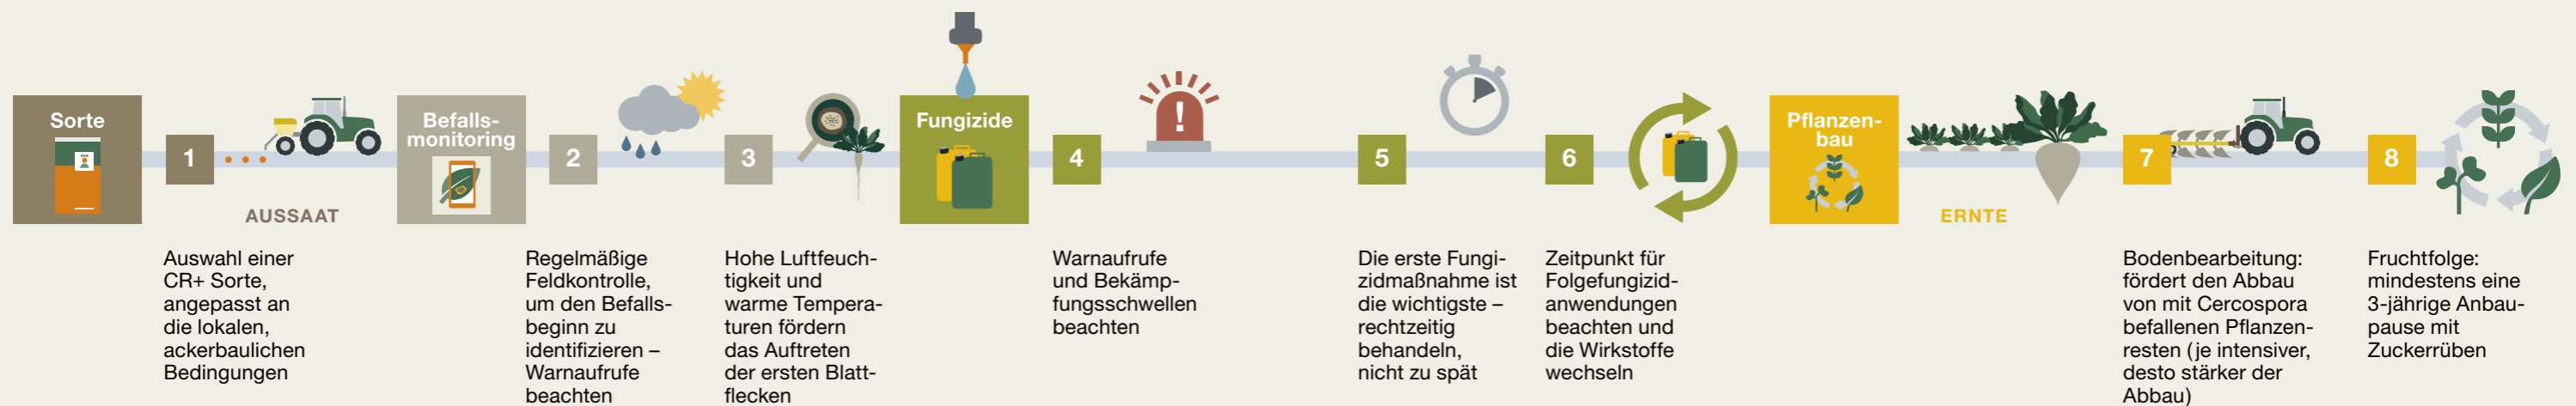 Sorte
1
AUSSAAT
Auswahl einer
CR+ Sorte,
angepasst an
die lokalen,
ackerbaulichen
Bedingungen
Befalls-
monitoring
2
Regelmäßige
Feldkontrolle,
um den Befalls-
beginn zu
identifizieren –
Warnaufrufe
beachten
3
Hohe Luftfeuch-
tigkeit und
warme Tempera-
turen fördern
das Auftreten
der ersten Blatt-
flecken
Fungizide
4
!
Warnaufrufe
und Bekämp-
fungsschwellen
beachten
5
Die erste Fungi-
zidmaßnahme ist
die wichtigste –
rechtzeitig
behandeln,
nicht zu spät
6
Zeitpunkt für
Folgefungizid-
anwendungen
beachten und
die Wirkstoffe
wechseln
Pflanzen-
bau
ERNTE
7
Bodenbearbeitung:
fördert den Abbau
von mit Cercospora
befallenen Pflanzen-
resten (je intensiver,
desto stärker der
Abbau)
8
Fruchtfolge:
mindestens eine
3-jährige Anbau-
pause mit
Zuckerrüben